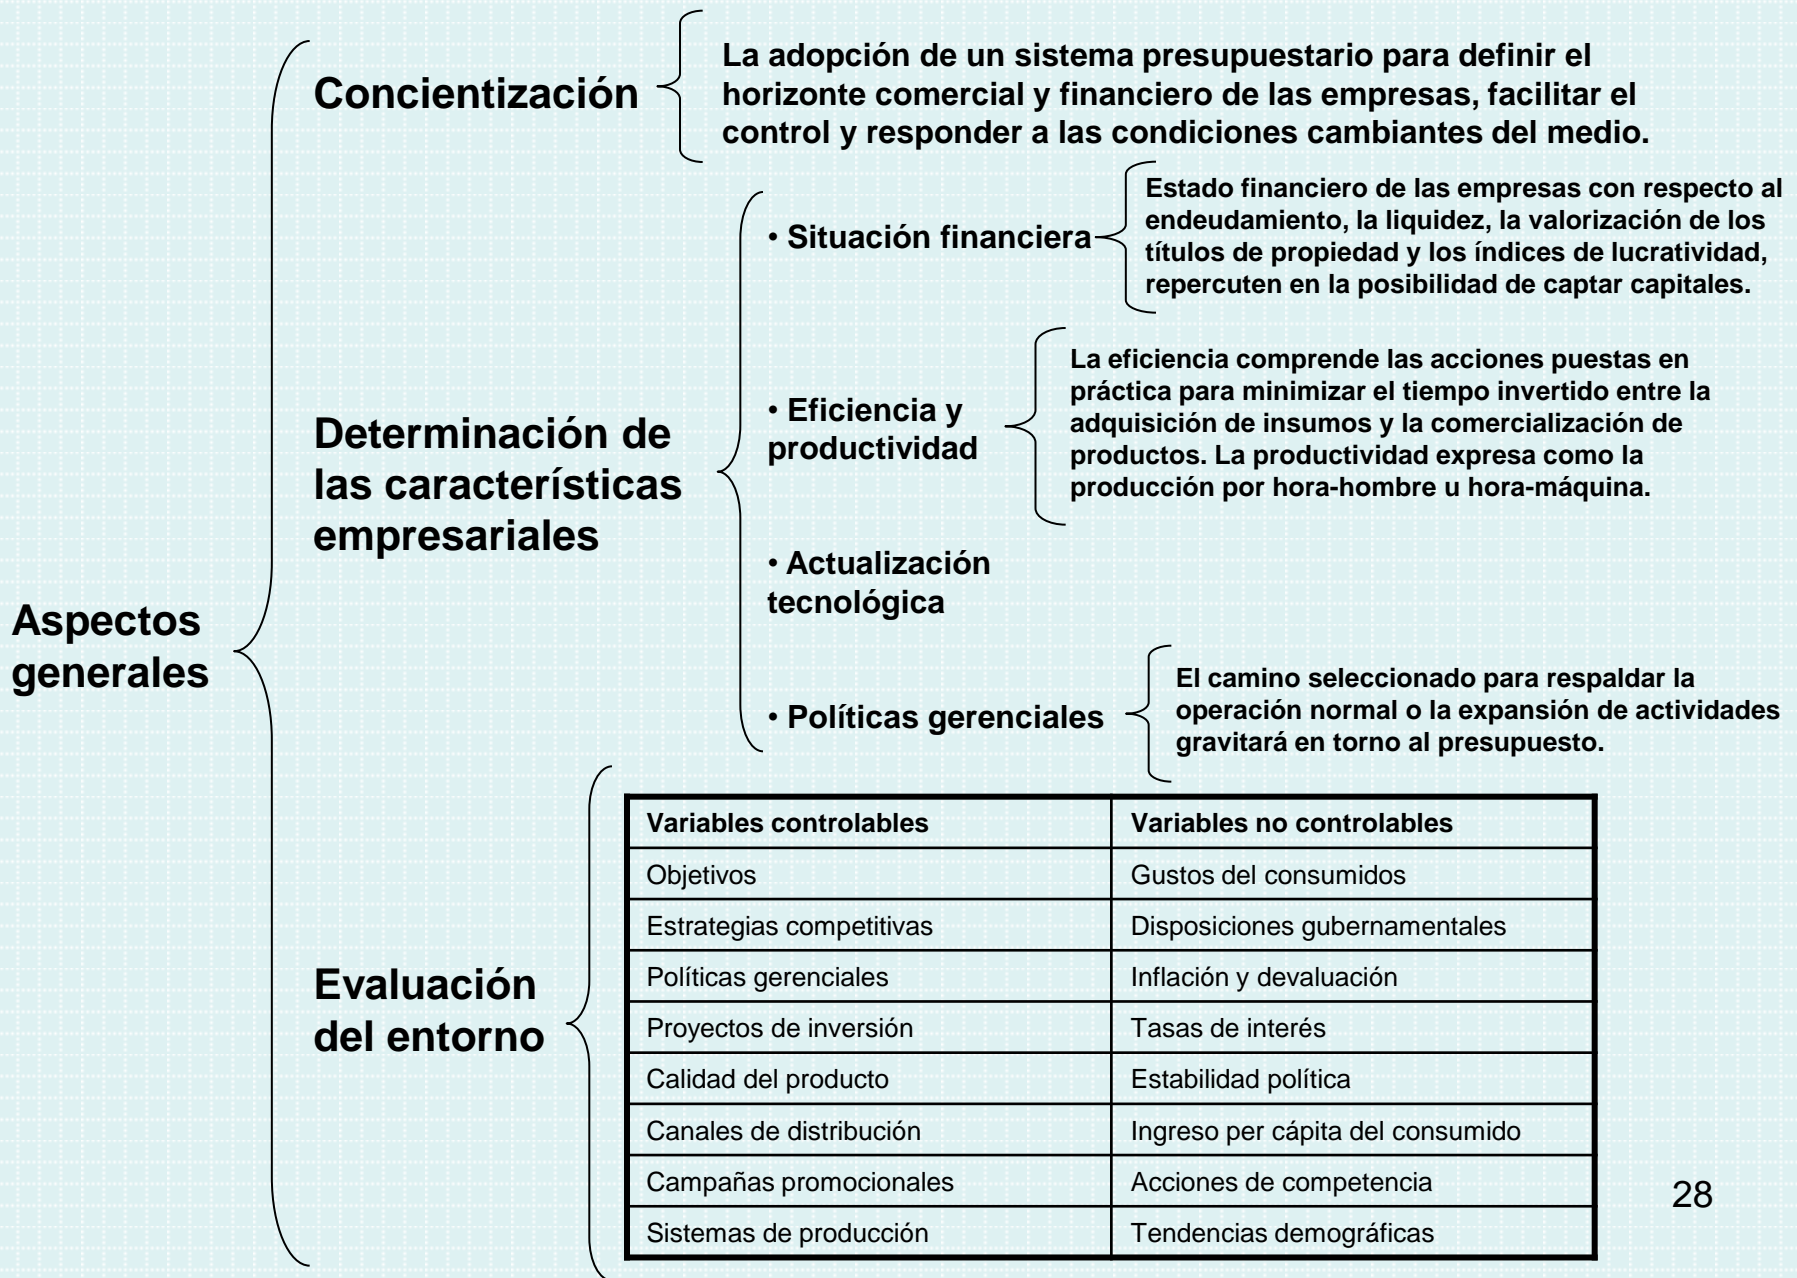 Aspectos
generales
Concientización
La adopción de un sistema presupuestario para definir el
horizonte comercial y financiero de las empresas, facilitar el
control y responder a las condiciones cambiantes del medio.
Determinación de
las características
empresariales
• Situación financiera
Estado financiero de las empresas con respecto al
endeudamiento, la liquidez, la valorización de los
títulos de propiedad y los índices de lucratividad,
repercuten en la posibilidad de captar capitales.
• Eficiencia y
productividad
La eficiencia comprende las acciones puestas en
práctica para minimizar el tiempo invertido entre la
adquisición de insumos y la comercialización de
productos. La productividad expresa como la
producción por hora-hombre u hora-máquina.
• Actualización
tecnológica
• Políticas gerenciales
El camino seleccionado para respaldar la
operación normal o la expansión de actividades
gravitará en torno al presupuesto.
Evaluación
del entorno
Variables controlables Variables no controlables
Objetivos Gustos del consumidos
Estrategias competitivas Disposiciones gubernamentales
Políticas gerenciales Inflación y devaluación
Proyectos de inversión Tasas de interés
Calidad del producto Estabilidad política
Canales de distribución Ingreso per cápita del consumido
Campañas promocionales Acciones de competencia
Sistemas de producción Tendencias demográficas
28